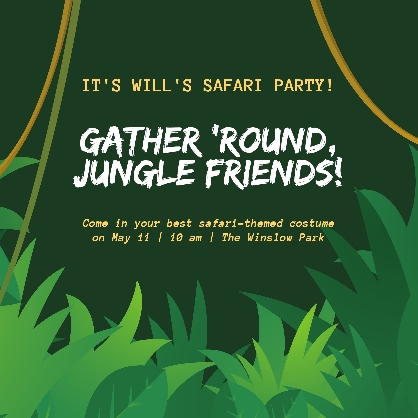 IT'S WILL'S SAFARI PARTY!
GATHER 'ROUND,
JUNGLE FRIENDS!
Come in your best safari-themed costume
on May 11 | 10 am | The Winslow Park